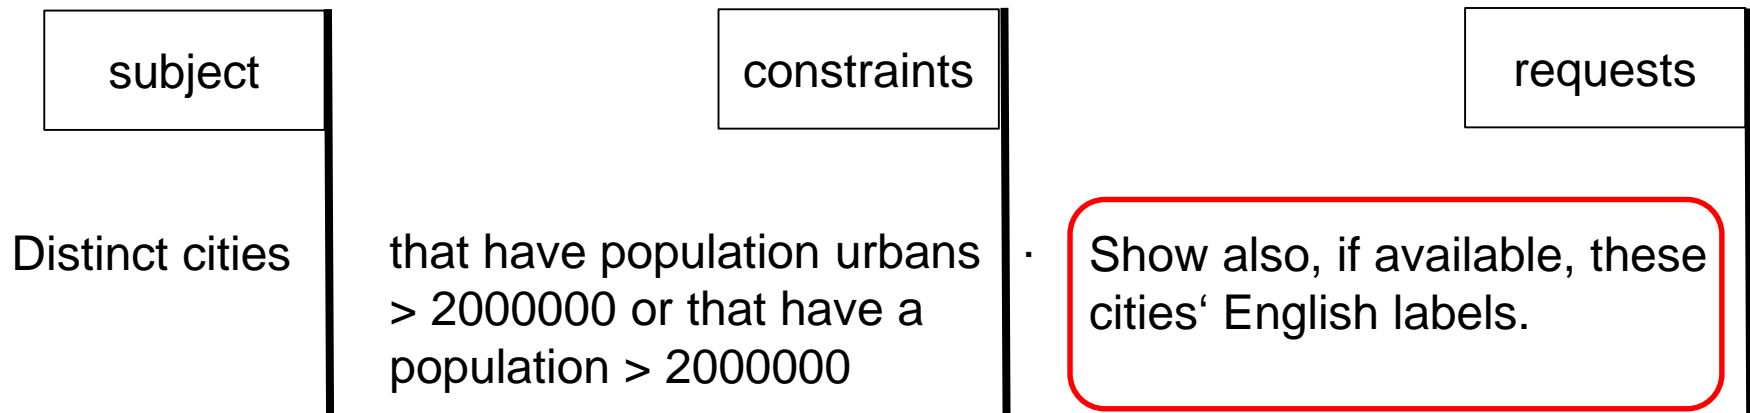 subject
constraints
requests
Distinct cities
that have population urbans
> 2000000 or that have a
population > 2000000
.
Show also, if available, these
cities‘ English labels.